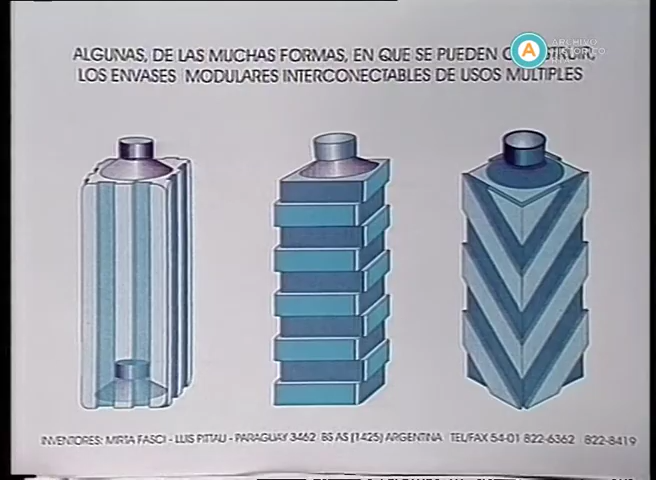 A ARCHIVO
HISTÓRICO
ALGUNAS, DE LAS MUCHAS FORMAS, EN QUE SE PUEDEN
LOS ENVASES MODULARES INTERCONECTABLES DE USOS MULTIPLES
INVENTORES: MIRTA FASCI - LUIS PITTAU - PARAGUAY 3462 BS AS (1425) ARGENTINA TEL/FAX 54-01 822-6362 822-8419